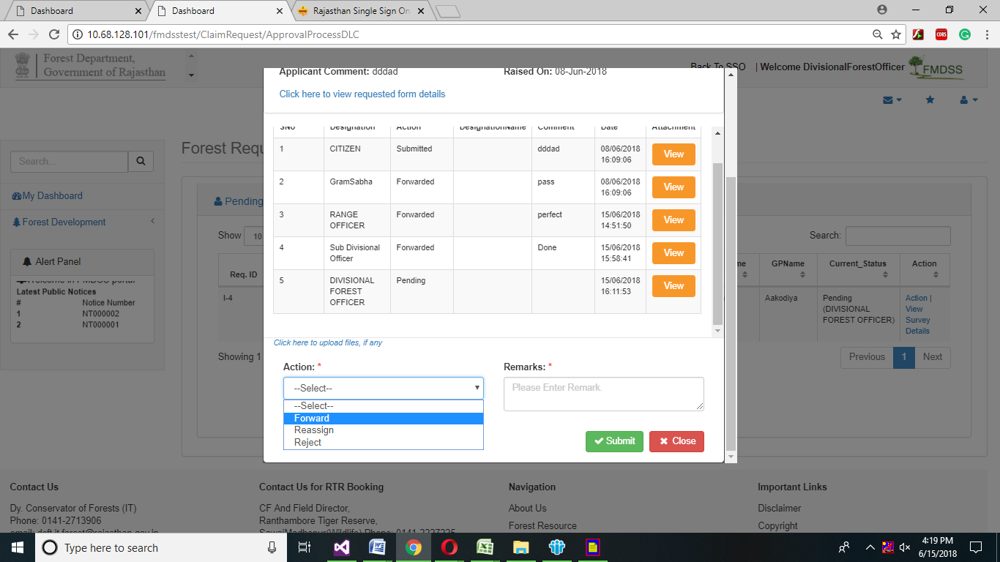 Dashboard
Dashboard
Rajasthan Single Sign On
10.68.128.101/fmdsstest/ClaimRequest/ApprovalProcessDLC
Forest Department,
Government of Rajasthan
Back To SSO | Welcome DivisionalForestOfficer
FMDSS
Search...
My Dashboard
Forest Development
Alert Panel
Welcome in FMDSS portal
Latest Public Notices
# Notice Number
1 NT000002
2 NT000001
Forest Requ
Pending
Show 10
Search:
Req. ID
me GPName Current_Status Action
I-4
Aakodiya Pending (DIVISIONAL FOREST OFFICER)
Action |
View
Survey
Details
Showing 1
Previous 1 Next
Applicant Comment: dddad Raised On: 08-Jun-2018
Click here to view requested form details
SNo Designation Action DesignationName Comment Date Attachment
1 CITIZEN Submitted dddad 08/06/2018 16:09:06 View
2 GramSabha Forwarded pass 08/06/2018 16:09:06 View
3 RANGE OFFICER Forwarded perfect 15/06/2018 14:51:50 View
4 Sub Divisional Officer Forwarded Done 15/06/2018 15:58:41 View
5 DIVISIONAL FOREST OFFICER Pending 15/06/2018 16:11:53 View
Click here to upload files, if any
Action: * Remarks: *
--Select--
Please Enter Remark.
--Select--
Forward
Reassign
Reject
Submit Close
Contact Us
Dy. Conservator of Forests (IT)
Phone: 0141-2713906
Contact Us for RTR Booking
CF And Field Director,
Ranthambore Tiger Reserve,
Navigation
About Us
Forest Resource
Important Links
Disclaimer
Copyright
Type here to search
CORS
4:19 PM
6/15/2018